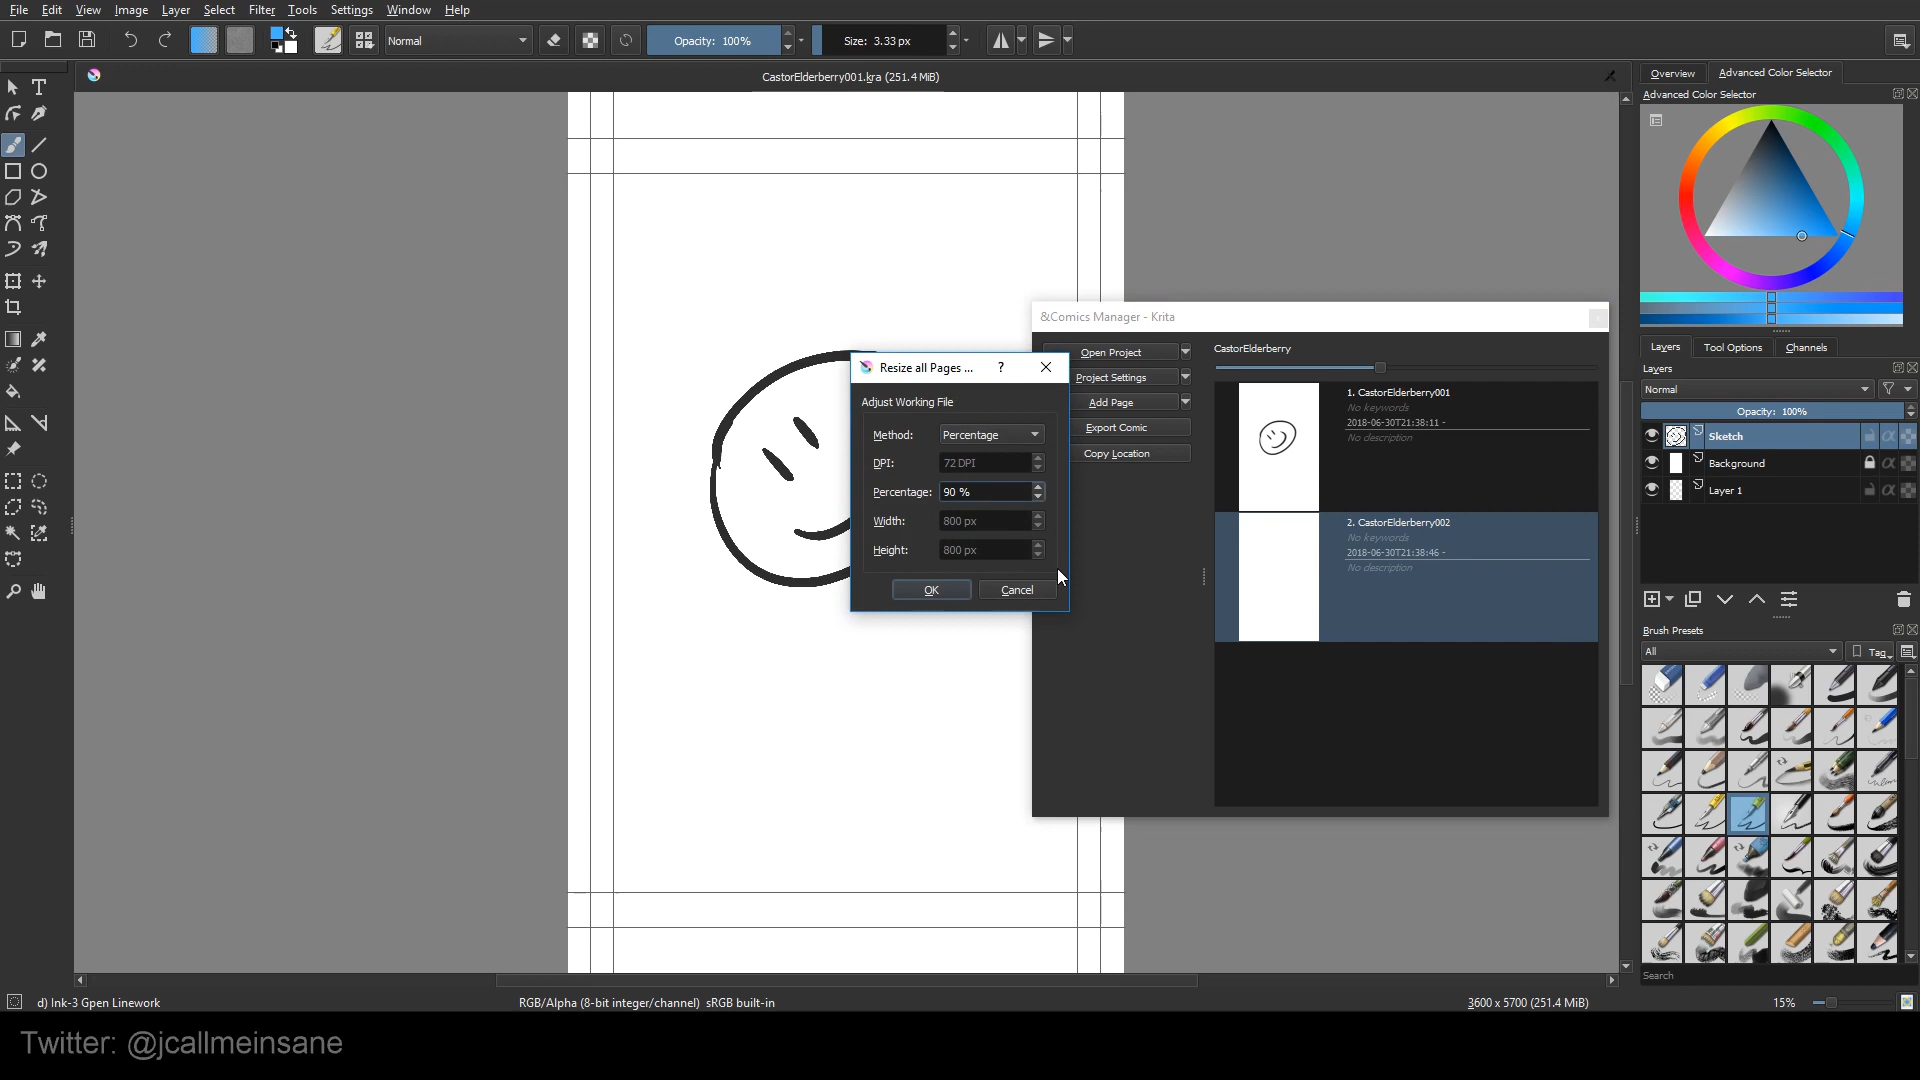 File Edit View Image Layer Select Filter Tools Settings Window Help
Normal Opacity: 100% Size: 3.33 px
CastorElderberry001.kra (251.4 MiB)
Overview Advanced Color Selector
Advanced Color Selector
&Comics Manager - Krita
Open Project
Project Settings
Add Page
Export Comic
Copy Location
CastorElderberry
1. CastorElderberry001
No keywords
2018-06-30T21:38:11 -
No description
2. CastorElderberry002
No keywords
2018-06-30T21:38:46 -
No description
Resize all Pages ... ?
Adjust Working File
Method: Percentage
DPI: 72 DPI
Percentage: 90 %
Width: 800 px
Height: 800 px
OK Cancel
Layers Tool Options Channels
Layers
Normal
Opacity: 100%
Sketch
Background
Layer 1
Brush Presets
All Tag
Search
d) Ink-3 Gpen Linework RGB/Alpha (8-bit integer/channel) sRGB built-in 3600 x 5700 (251.4 MiB) 15%
Twitter: @jcallmeinsane